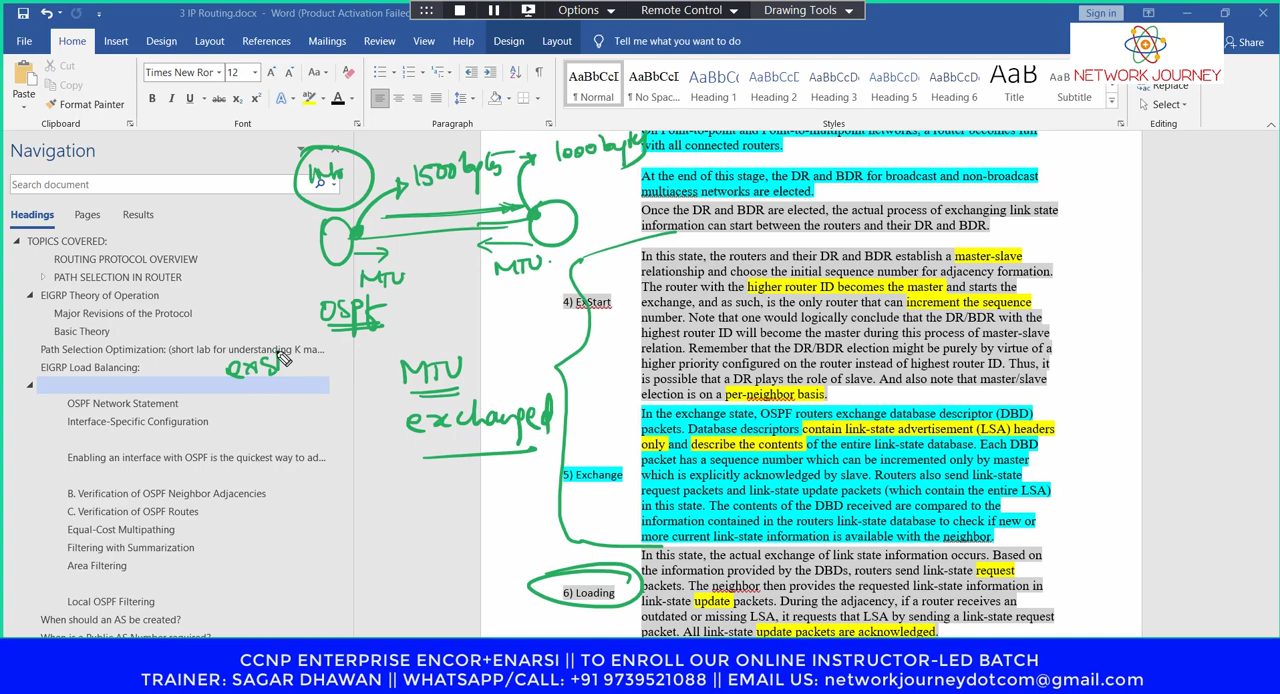 3 IP Routing.docx - Word (Product Activation Failed
Options
Remote Control
Drawing Tools
Sign in
File Home Insert Design Layout References Mailings Review View Help Design Layout Tell me what you want to do
Share
NETWORK JOURNEY
Paste
Cut
Copy
Format Painter
Clipboard
Times New Ror 12
Font
Paragraph
AaBbCcI AaBbCcI AaBbC AaBbCcI AaBbCcI AaBbCcI AaBbCcI AaBbCcI AaB
¶ Normal ¶ No Spac... Heading 1 Heading 2 Heading 3 Heading 5 Heading 6 Title Subtitle
Styles
Replace
Select
Editing
Navigation
Search document
Headings Pages Results
TOPICS COVERED:
ROUTING PROTOCOL OVERVIEW
PATH SELECTION IN ROUTER
EIGRP Theory of Operation
Major Revisions of the Protocol
Basic Theory
Path Selection Optimization: (short lab for understanding K ma...
EIGRP Load Balancing:
OSPF Network Statement
Interface-Specific Configuration
Enabling an interface with OSPF is the quickest way to ad...
B. Verification of OSPF Neighbor Adjacencies
C. Verification of OSPF Routes
Equal-Cost Multipathing
Filtering with Summarization
Area Filtering
Local OSPF Filtering
When should an AS be created?
When is a Public AS Number required?
1500 bytes
1000 bytes
MTU
MTU
OSPF
MTU
exchanged
exs
On Point-to-point and Point-to-multipoint networks, a router becomes full
with all connected routers.
At the end of this stage, the DR and BDR for broadcast and non-broadcast
multiacess networks are elected.
Once the DR and BDR are elected, the actual process of exchanging link state
information can start between the routers and their DR and BDR.
4) ExStart
In this state, the routers and their DR and BDR establish a master-slave
relationship and choose the initial sequence number for adjacency formation.
The router with the higher router ID becomes the master and starts the
exchange, and as such, is the only router that can increment the sequence
number. Note that one would logically conclude that the DR/BDR with the
highest router ID will become the master during this process of master-slave
relation. Remember that the DR/BDR election might be purely by virtue of a
higher priority configured on the router instead of highest router ID. Thus, it
is possible that a DR plays the role of slave. And also note that master/slave
election is on a per-neighbor basis.
5) Exchange
In the exchange state, OSPF routers exchange database descriptor (DBD)
packets. Database descriptors contain link-state advertisement (LSA) headers
only and describe the contents of the entire link-state database. Each DBD
packet has a sequence number which can be incremented only by master
which is explicitly acknowledged by slave. Routers also send link-state
request packets and link-state update packets (which contain the entire LSA)
in this state. The contents of the DBD received are compared to the
information contained in the routers link-state database to check if new or
more current link-state information is available with the neighbor.
6) Loading
In this state, the actual exchange of link state information occurs. Based on
the information provided by the DBDs, routers send link-state request
packets. The neighbor then provides the requested link-state information in
link-state update packets. During the adjacency, if a router receives an
outdated or missing LSA, it requests that LSA by sending a link-state request
packet. All link-state update packets are acknowledged.
CCNP ENTERPRISE ENCOR+ENARSI || TO ENROLL OUR ONLINE INSTRUCTOR-LED BATCH
TRAINER: SAGAR DHAWAN || WHATSAPP/CALL: +91 9739521088 || EMAIL US: networkjourneydotcom@gmail.com